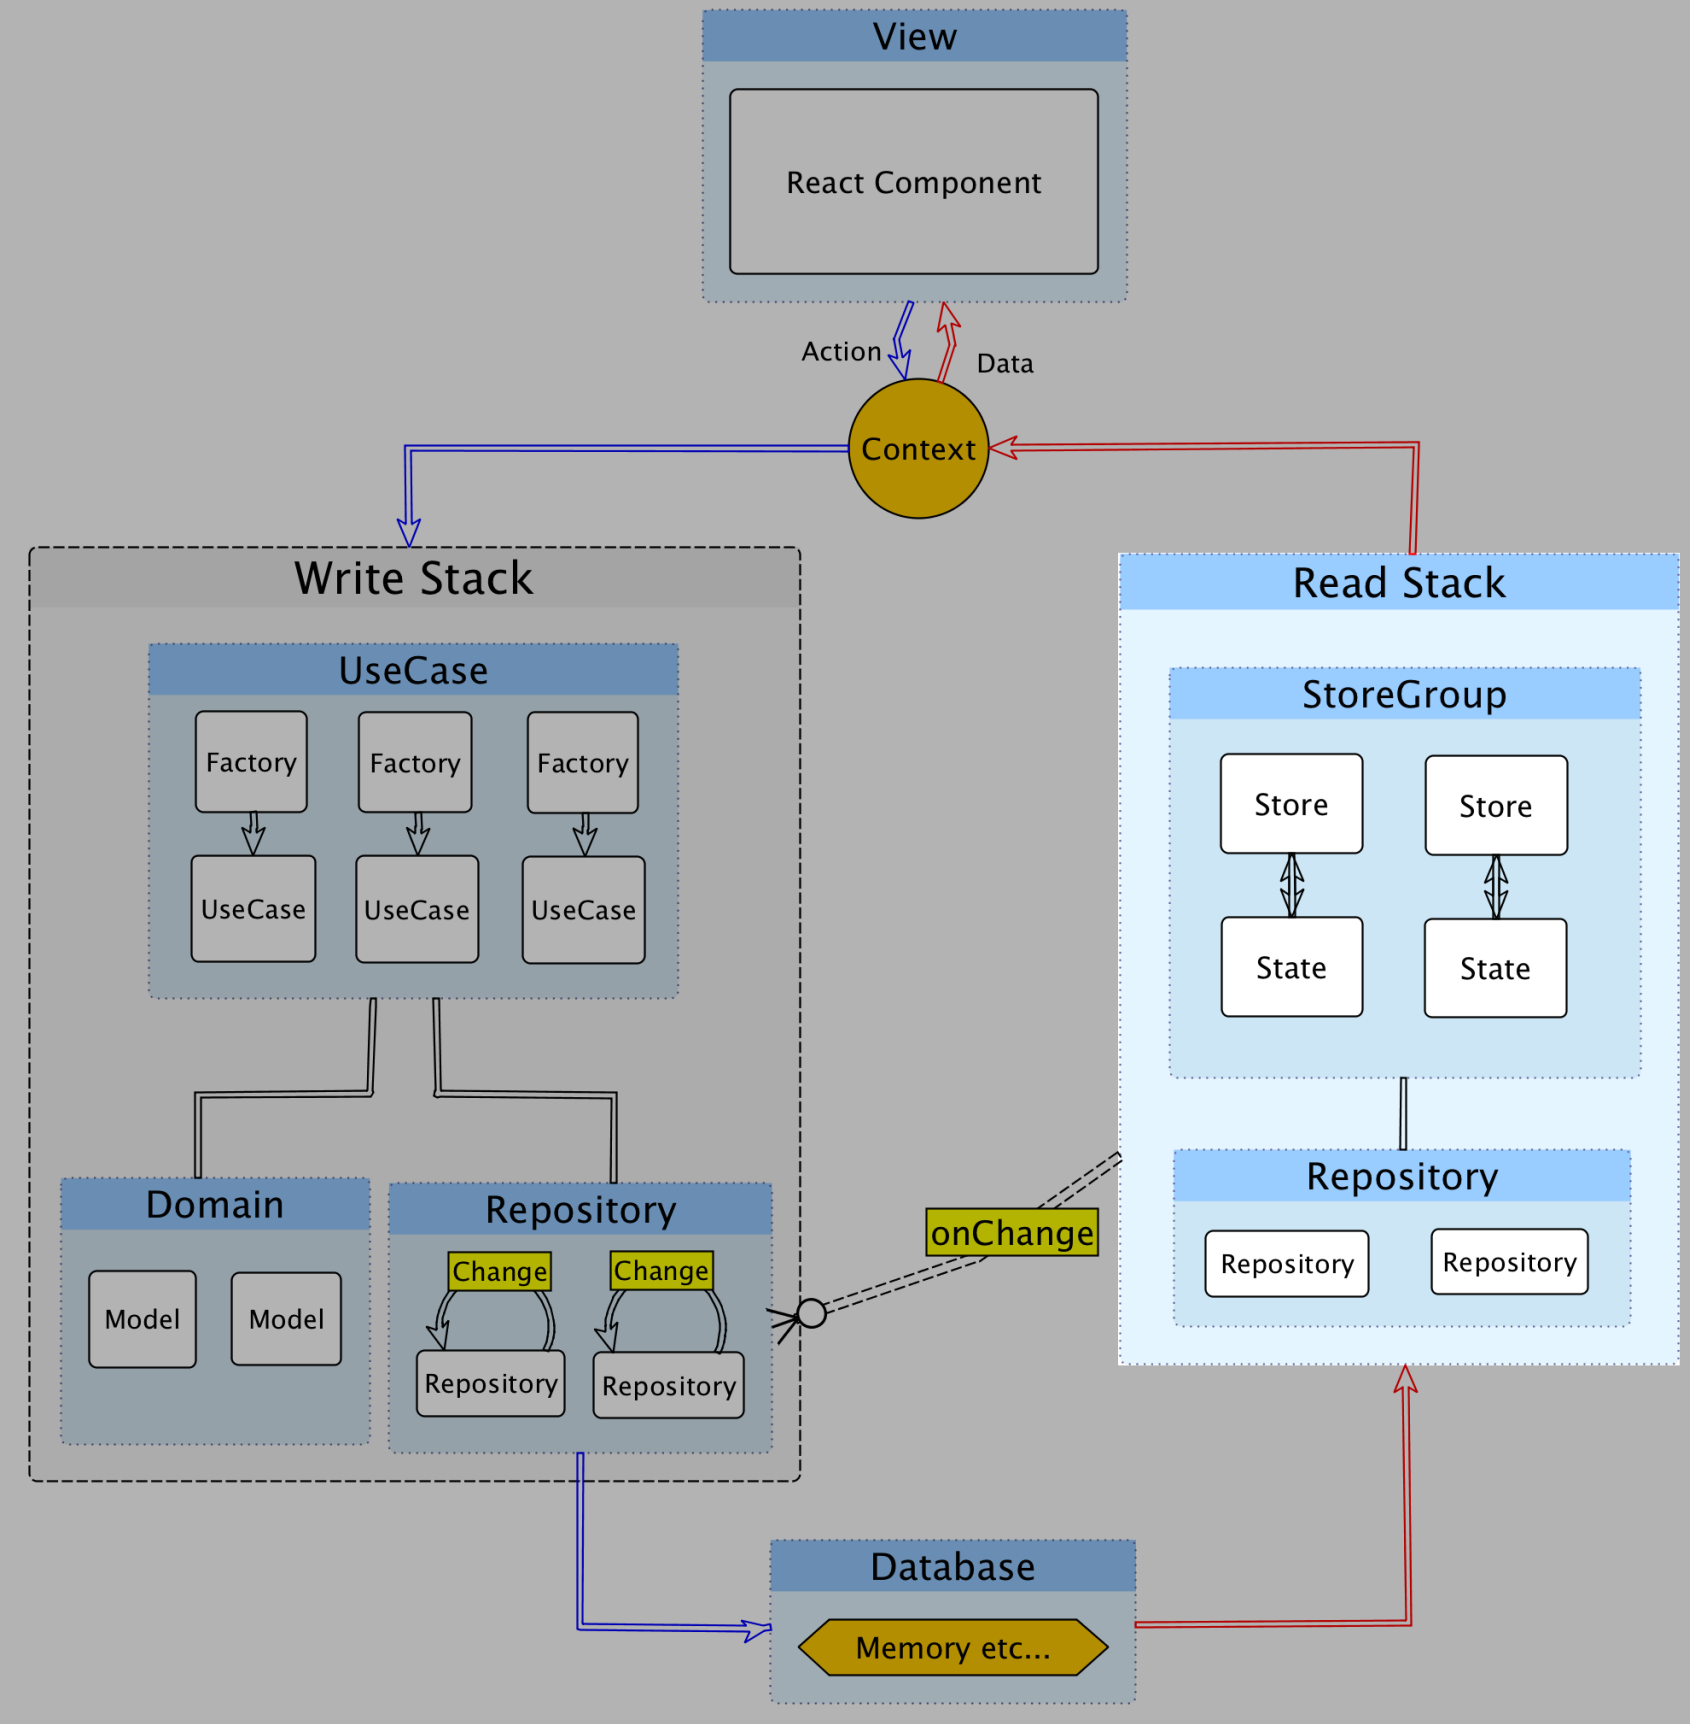 View
React Component
Action
Data
Context
Write Stack
UseCase
Factory
Factory
Factory
UseCase
UseCase
UseCase
Domain
Model
Model
Repository
Change
Change
Repository
Repository
onChange
Read Stack
StoreGroup
Store
Store
State
State
Repository
Repository
Repository
Database
Memory etc...